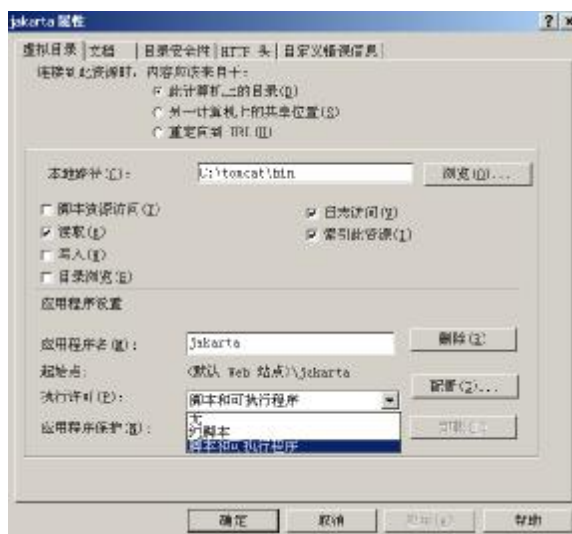 jakarta 属性
虚拟目录 文档 目录安全性 HTTP 头 自定义错误信息
连接到此资源时，内容应该来自于：
此计算机上的目录(D)
另一计算机上的共享位置(S)
重定向到 URL(U)
本地路径(C)：
C:\tomcat\bin
浏览(O)...
脚本资源访问(T)
日志访问(V)
读取(R)
索引此资源(I)
写入(W)
目录浏览(B)
应用程序设置
应用程序名(M)：
jakarta
删除(E)
起始点：
<默认 Web 站点>\jakarta
执行许可(P)：
脚本和可执行程序
配置(G)...
无
纯脚本
脚本和可执行程序
应用程序保护(N)：
卸载(L)
确定 取消 应用(A) 帮助